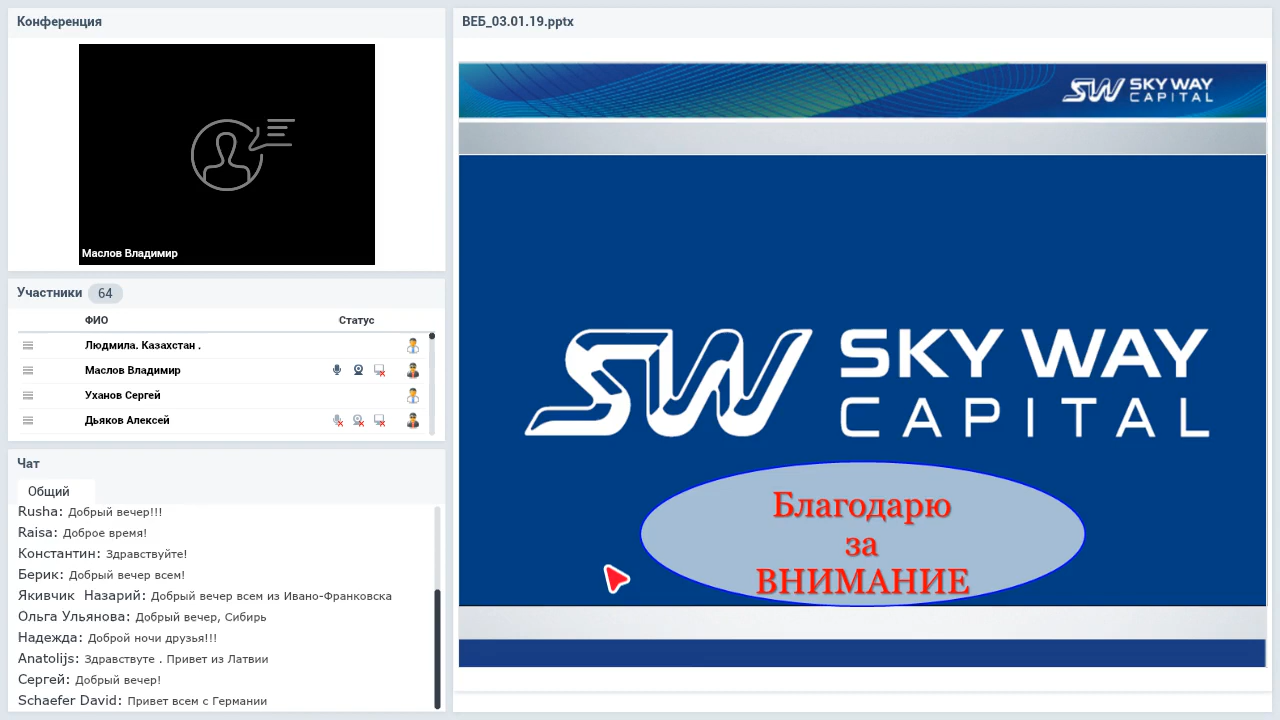 Конференция
Маслов Владимир
Участники 64
ФИО Статус
Людмила. Казахстан .
Маслов Владимир
Уханов Сергей
Дьяков Алексей
Чат
Общий
Rusha: Добрый вечер!!!
Raisa: Доброе время!
Константин: Здравствуйте!
Берик: Добрый вечер всем!
Якивчик Назарий: Добрый вечер всем из Ивано-Франковска
Ольга Ульянова: Добрый вечер, Сибирь
Надежда: Доброй ночи друзья!!!
Anatolijs: Здравствуте . Привет из Латвии
Сергей: Добрый вечер!
Schaefer David: Привет всем с Германии
ВЕБ_03.01.19.pptx
SW SKY WAY
CAPITAL
SW SKY WAY
CAPITAL
Благодарю
за
ВНИМАНИЕ